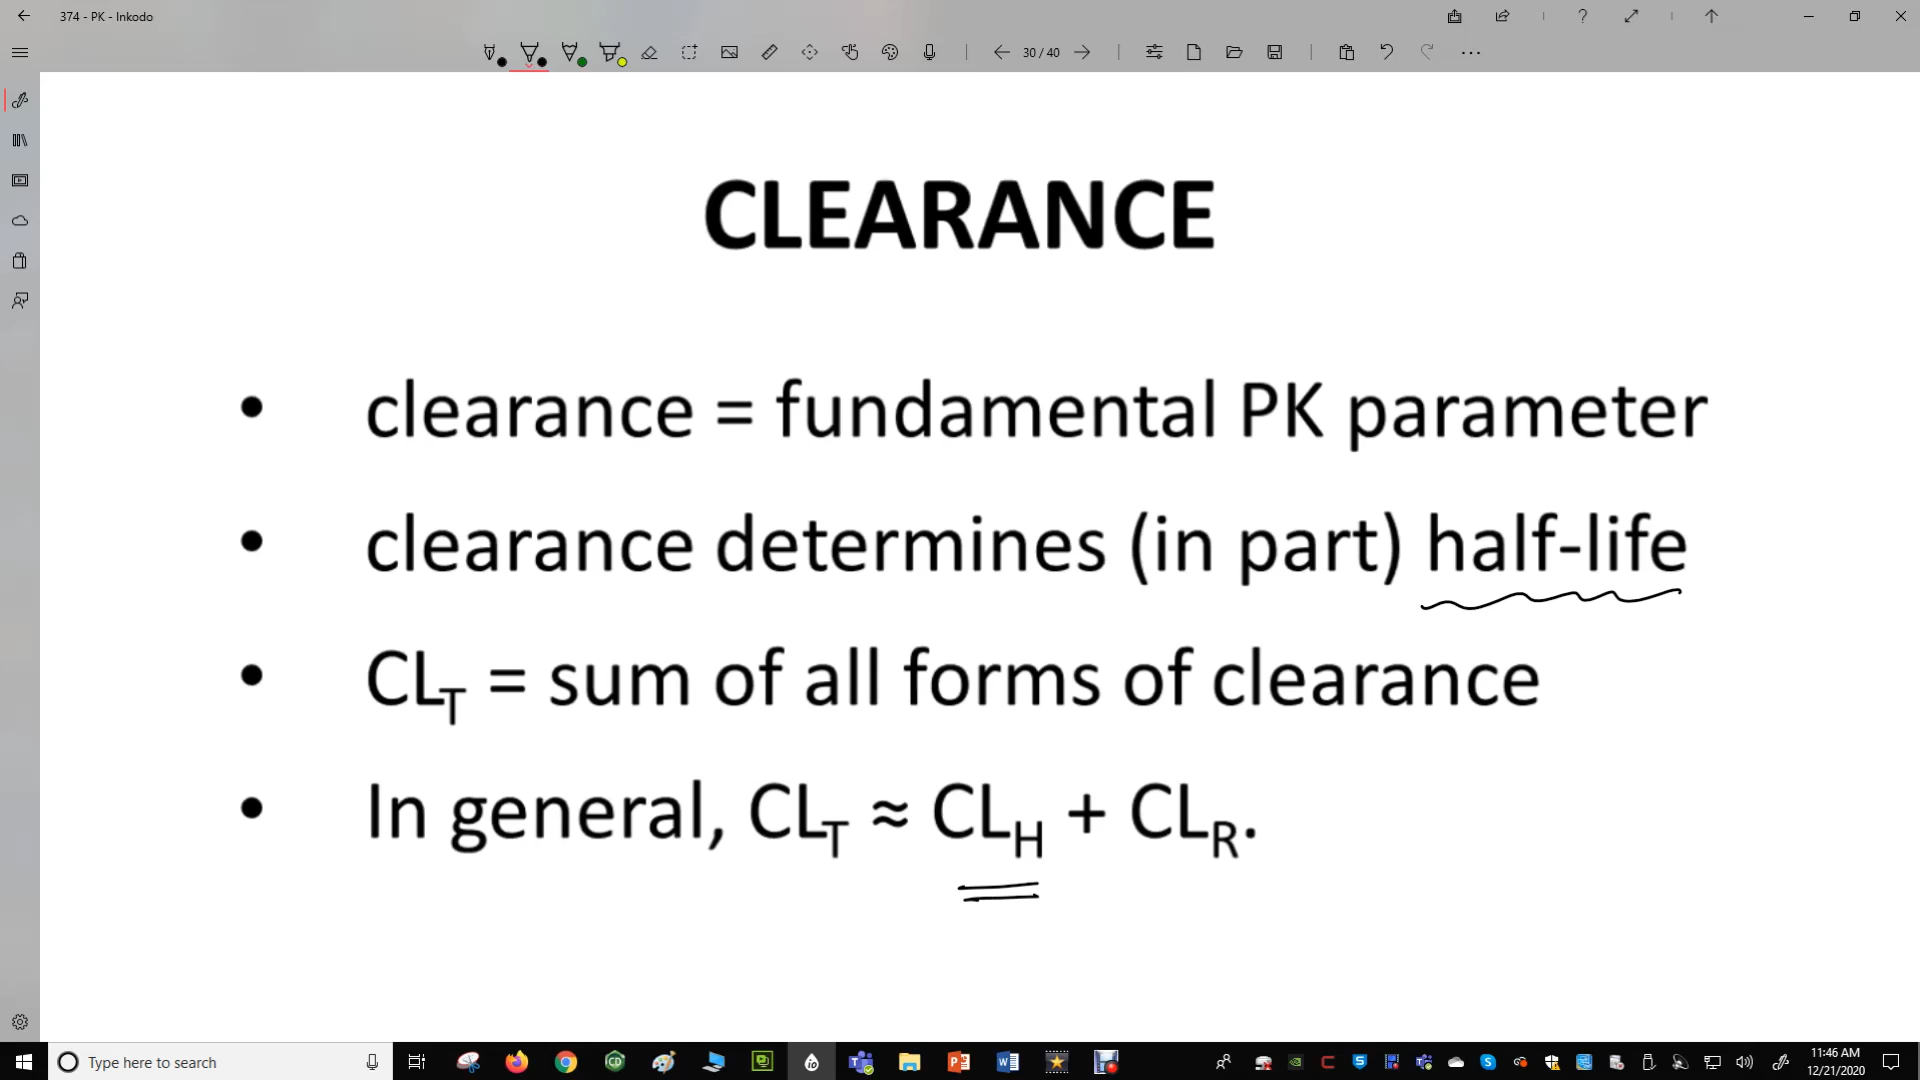 374 - PK - Inkodo
30 / 40
CLEARANCE
• clearance = fundamental PK parameter
• clearance determines (in part) half-life
• CL_T = sum of all forms of clearance
• In general, CL_T ≈ CL_H + CL_R.
Type here to search
11:46 AM
12/21/2020